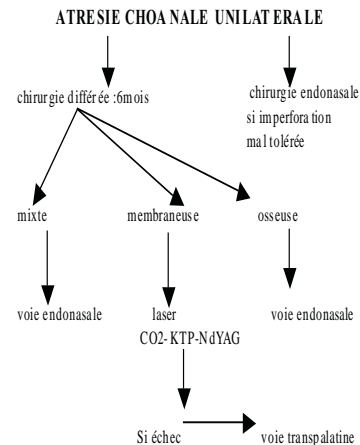 ATRESIE CHOANALE UNILATERALE
chirurgie différée :6mois
chirurgie endonasale
si imperforation
mal tolérée
mixte
membraneuse
osseuse
voie endonasale
laser
voie endonasale
CO2-KTP-NdYAG
Si échec
voie transpalatine